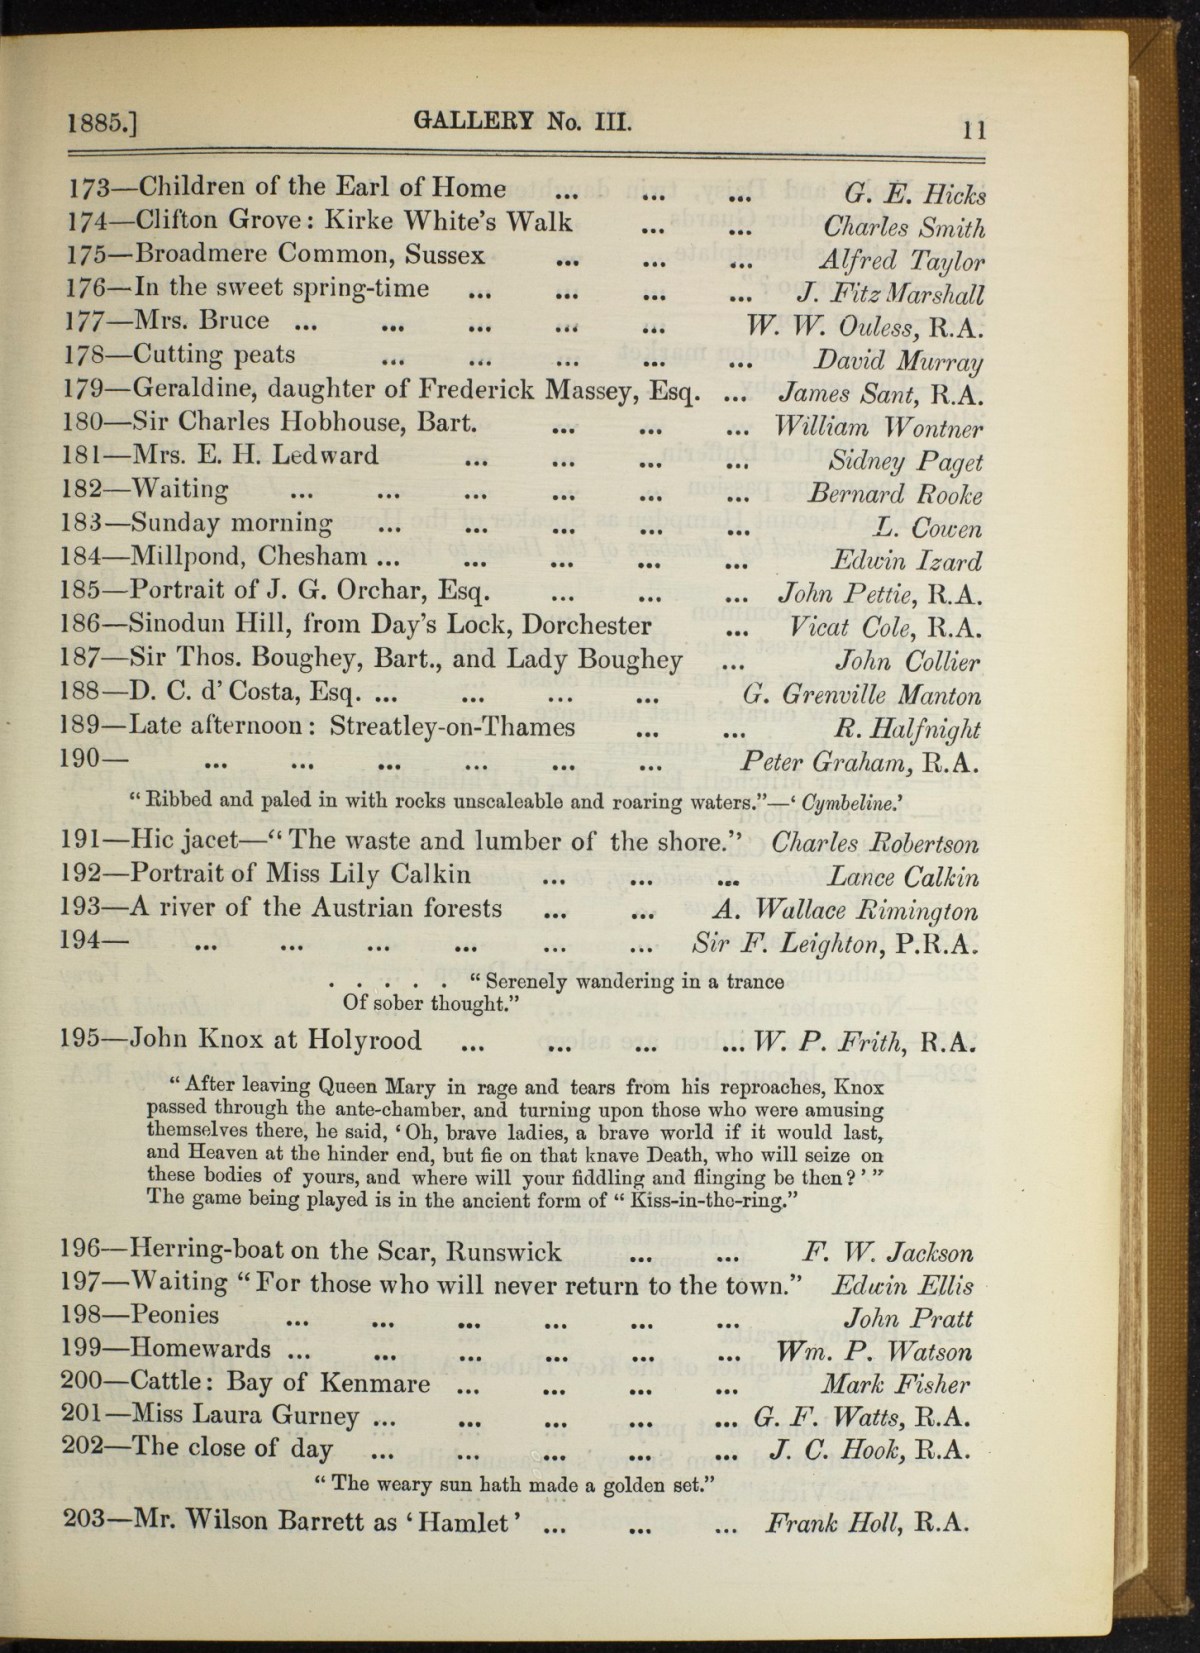 1885.] GALLERY No. III. 11
173—Children of the Earl of Home ... ... ... G. E. Hicks
174—Clifton Grove: Kirke White's Walk ... ... Charles Smith
175—Broadmere Common, Sussex ... ... ... Alfred Taylor
176—In the sweet spring-time ... ... ... ... J. Fitz Marshall
177—Mrs. Bruce ... ... ... ... ... W. W. Ouless, R.A.
178—Cutting peats ... ... ... ... ... David Murray
179—Geraldine, daughter of Frederick Massey, Esq. ... James Sant, R.A.
180—Sir Charles Hobhouse, Bart. ... ... ... William Wontner
181—Mrs. E. H. Ledward ... ... ... ... Sidney Paget
182—Waiting ... ... ... ... ... ... Bernard Rooke
183—Sunday morning ... ... ... ... ... L. Cowen
184—Millpond, Chesham ... ... ... ... ... Edwin Izard
185—Portrait of J. G. Orchar, Esq. ... ... ... John Pettie, R.A.
186—Sinodun Hill, from Day's Lock, Dorchester ... Vicat Cole, R.A.
187—Sir Thos. Boughey, Bart., and Lady Boughey ... John Collier
188—D. C. d' Costa, Esq. ... ... ... ... G. Grenville Manton
189—Late afternoon: Streatley-on-Thames ... ... R. Halfnight
190— ... ... ... ... ... ... Peter Graham, R.A.
"Ribbed and paled in with rocks unscaleable and roaring waters."—'Cymbeline.'
191—Hic jacet—"The waste and lumber of the shore." Charles Robertson
192—Portrait of Miss Lily Calkin ... ... ... Lance Calkin
193—A river of the Austrian forests ... ... A. Wallace Rimington
194— ... ... ... ... ... ... Sir F. Leighton, P.R.A.
. . . . . "Serenely wandering in a trance
Of sober thought."
195—John Knox at Holyrood ... ... ... ... W. P. Frith, R.A.
"After leaving Queen Mary in rage and tears from his reproaches, Knox
passed through the ante-chamber, and turning upon those who were amusing
themselves there, he said, 'Oh, brave ladies, a brave world if it would last,
and Heaven at the hinder end, but fie on that knave Death, who will seize on
these bodies of yours, and where will your fiddling and flinging be then?'"
The game being played is in the ancient form of "Kiss-in-the-ring."
196—Herring-boat on the Scar, Runswick ... ... F. W. Jackson
197—Waiting "For those who will never return to the town." Edwin Ellis
198—Peonies ... ... ... ... ... ... John Pratt
199—Homewards ... ... ... ... ... ... Wm. P. Watson
200—Cattle: Bay of Kenmare ... ... ... ... Mark Fisher
201—Miss Laura Gurney ... ... ... ... ... G. F. Watts, R.A.
202—The close of day ... ... ... ... ... J. C. Hook, R.A.
"The weary sun hath made a golden set."
203—Mr. Wilson Barrett as 'Hamlet' ... ... ... Frank Holl, R.A.